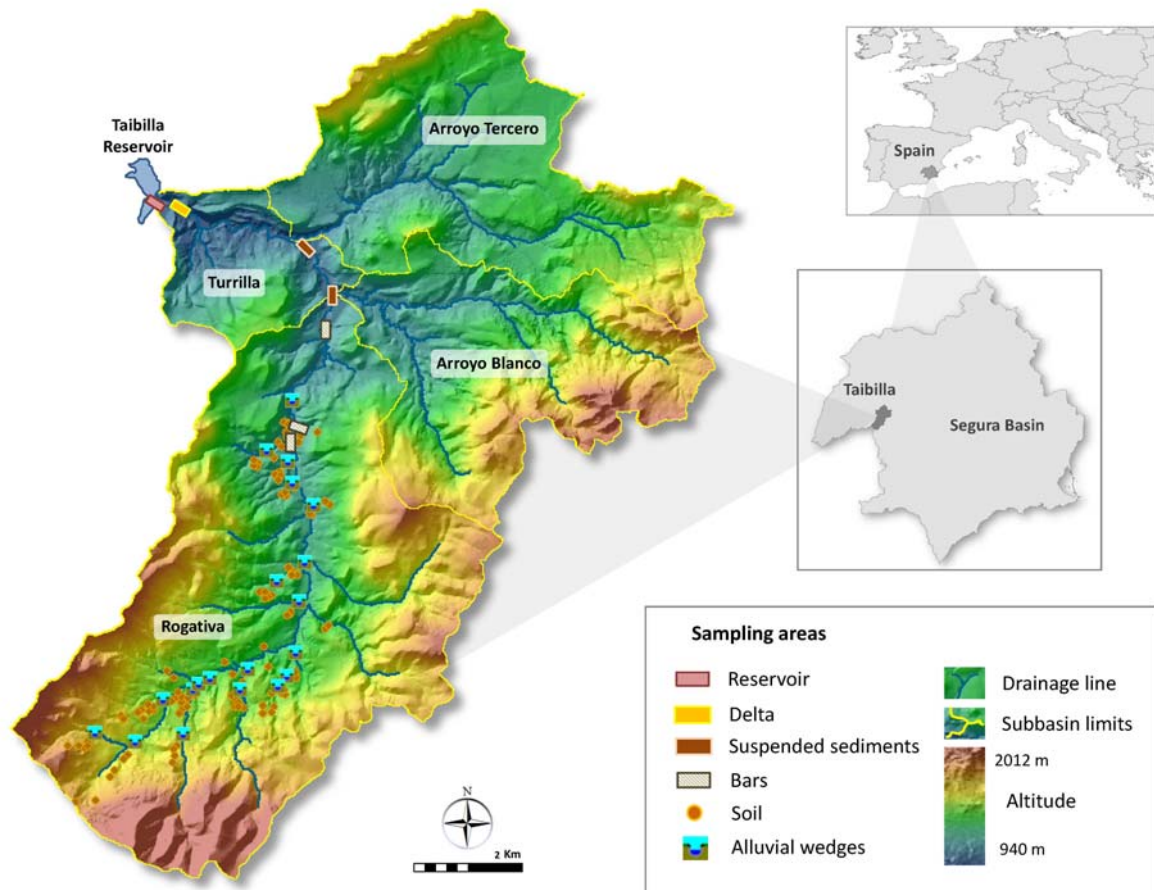 Arroyo Tercero
Taibilla
Reservoir
Turrilla
Arroyo Blanco
Rogativa
N
2 Km
Spain
Taibilla
Segura Basin
Sampling areas
Reservoir
Delta
Suspended sediments
Bars
Soil
Alluvial wedges
Drainage line
Subbasin limits
2012 m
Altitude
940 m